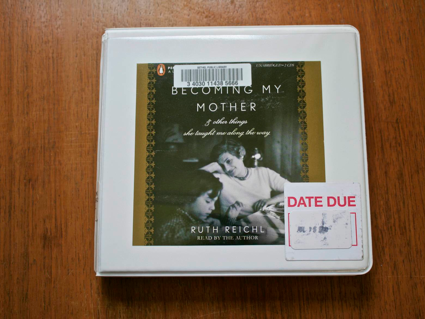 BECOMING MY
MOTHER
& other things
she taught me along the way
RUTH REICHL
READ BY THE AUTHOR
3 4030 11438 5666
DATE DUE